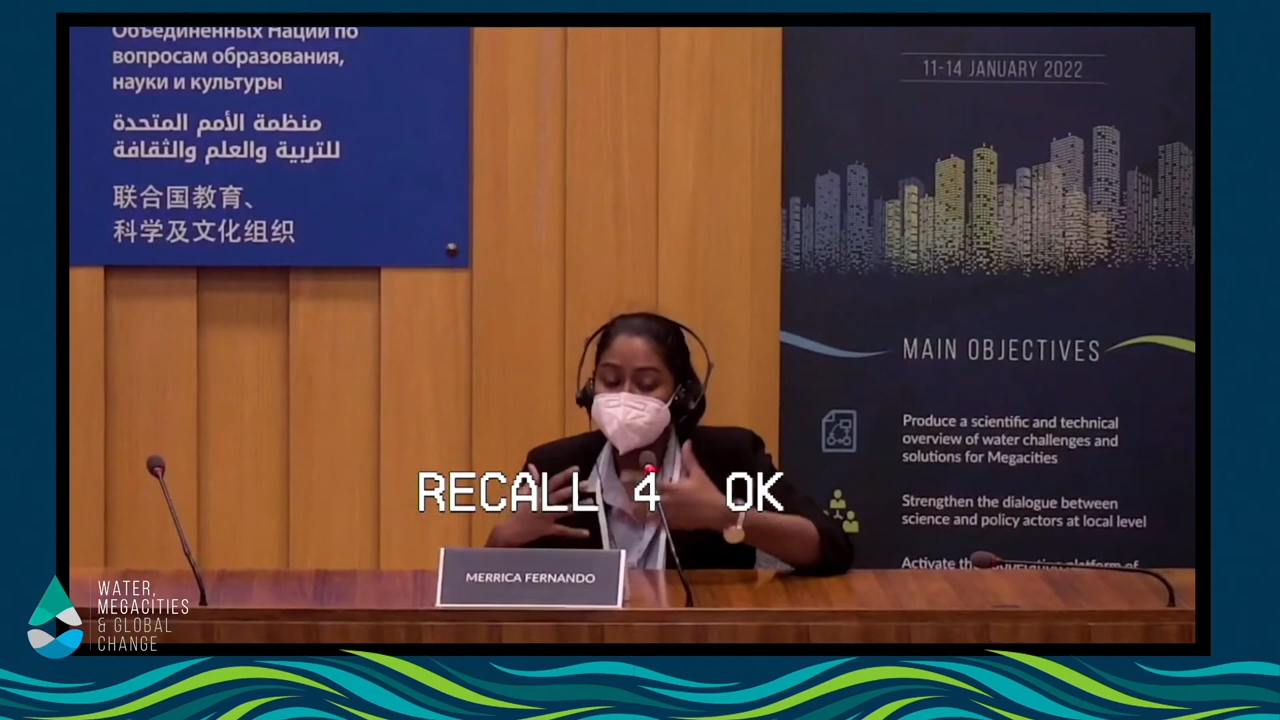 Объединенных Наций по
вопросам образования,
науки и культуры
منظمة الأمم المتحدة
للتربية والعلم والثقافة
联合国教育、
科学及文化组织
11-14 JANUARY 2022
MAIN OBJECTIVES
Produce a scientific and technical
overview of water challenges and
solutions for Megacities
Strengthen the dialogue between
science and policy actors at local level
Activate platform of
RECALL 4 OK
MERRICA FERNANDO
WATER,
MEGACITIES
& GLOBAL
CHANGE